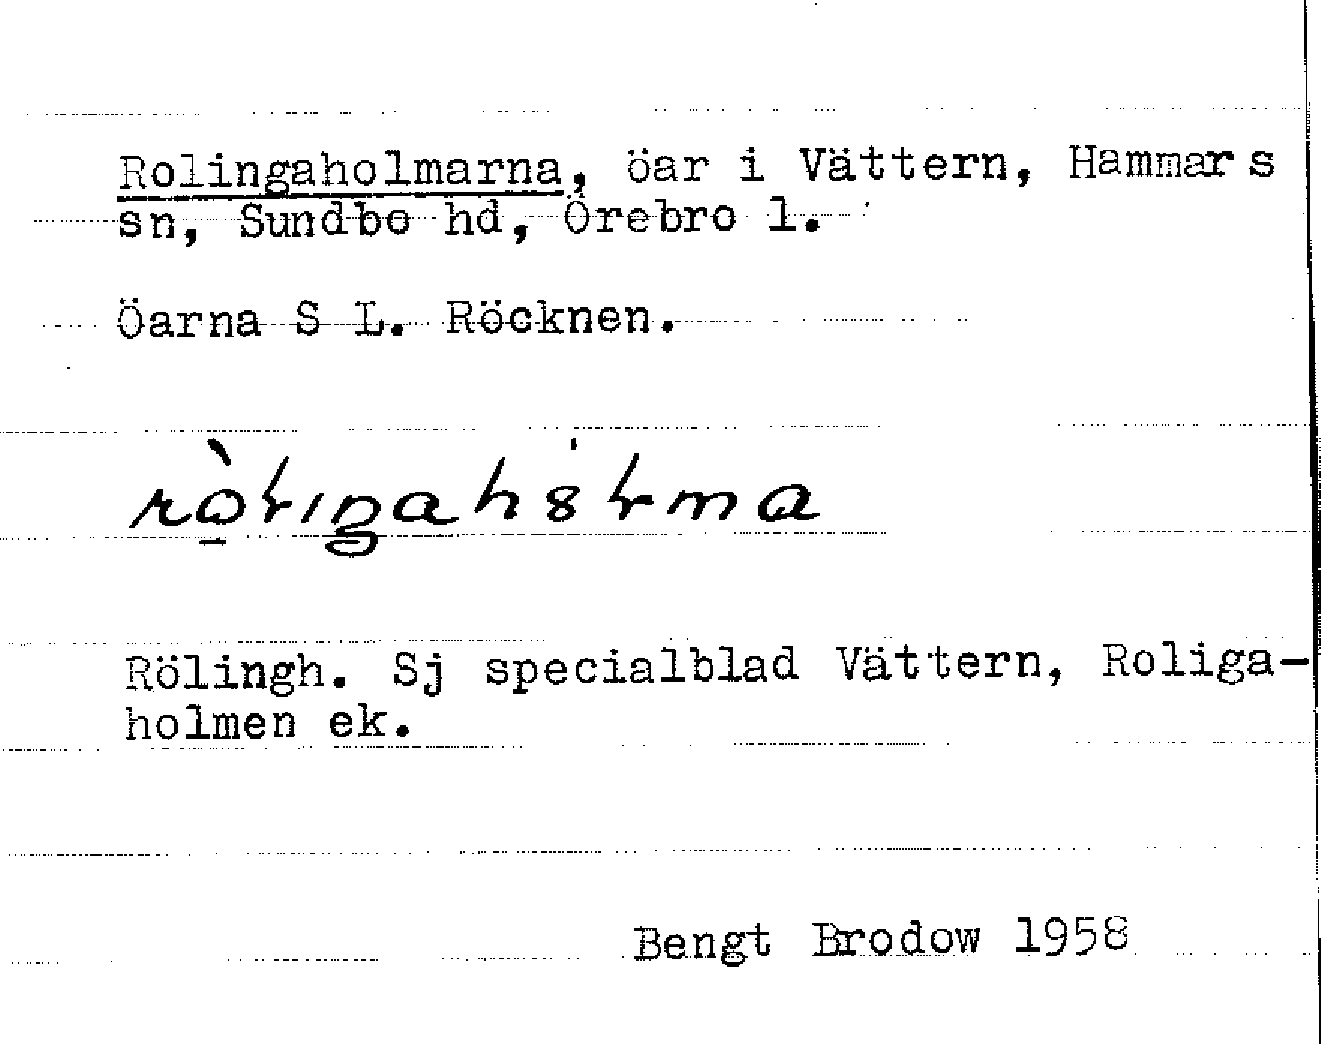 Rolingaholmarna, öar i Vättern, Hammars
sn, Sundbo hd, Örebro l.
Öarna S L. Röcknen.
Rölingh. Sj specialblad Vättern, Roliga-
holmen ek.
Bengt Brodow 1958